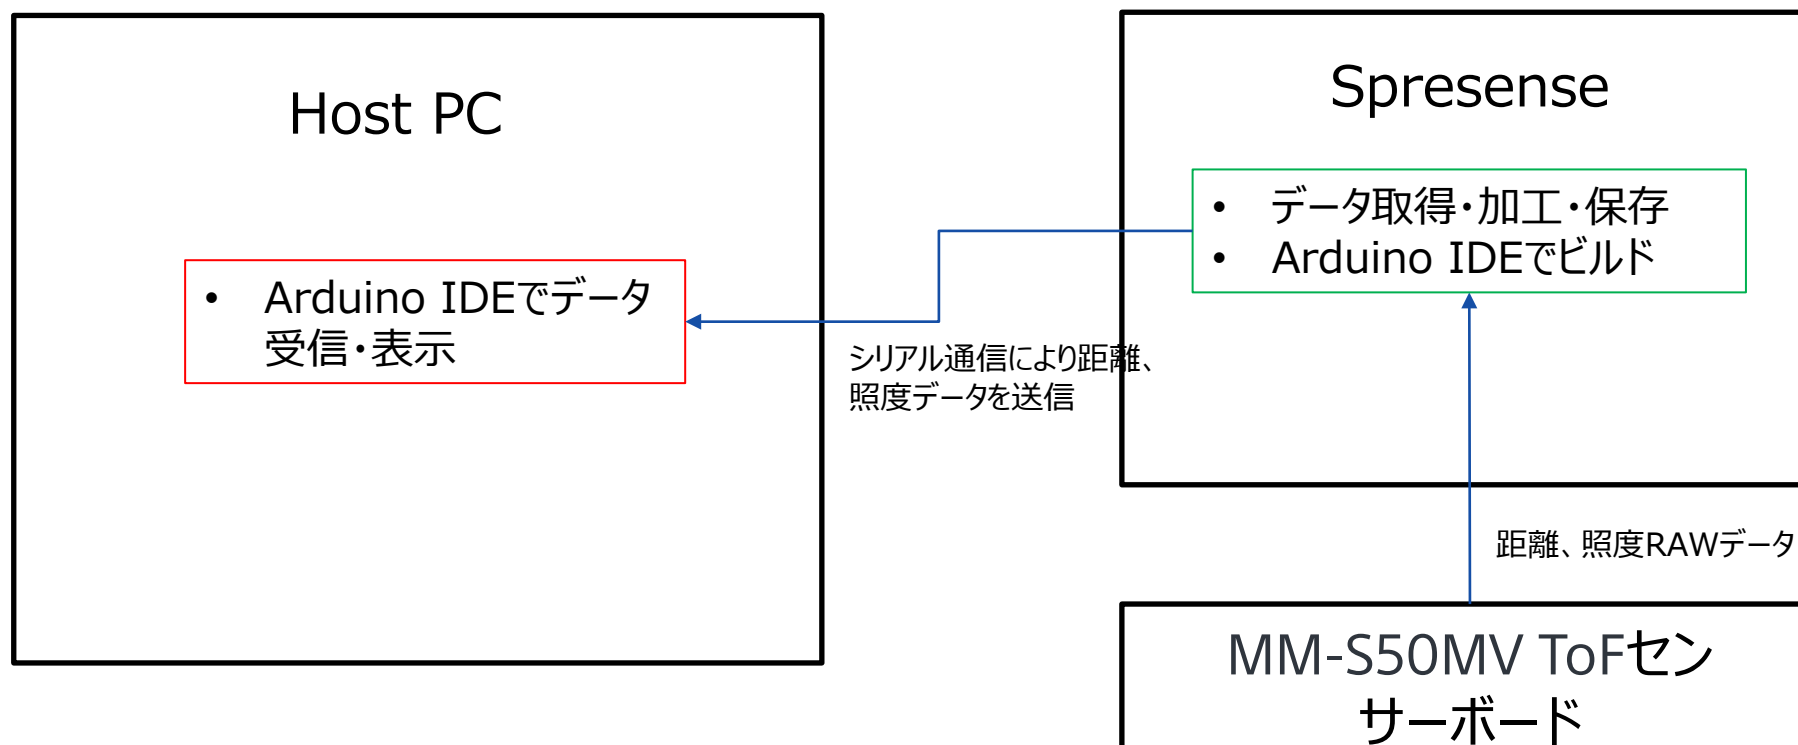 Host PC
• Arduino IDEでデータ
受信・表示
シリアル通信により距離、
照度データを送信
Spresense
• データ取得・加工・保存
• Arduino IDEでビルド
距離、照度RAWデータ
MM-S50MV ToFセン
サーボード